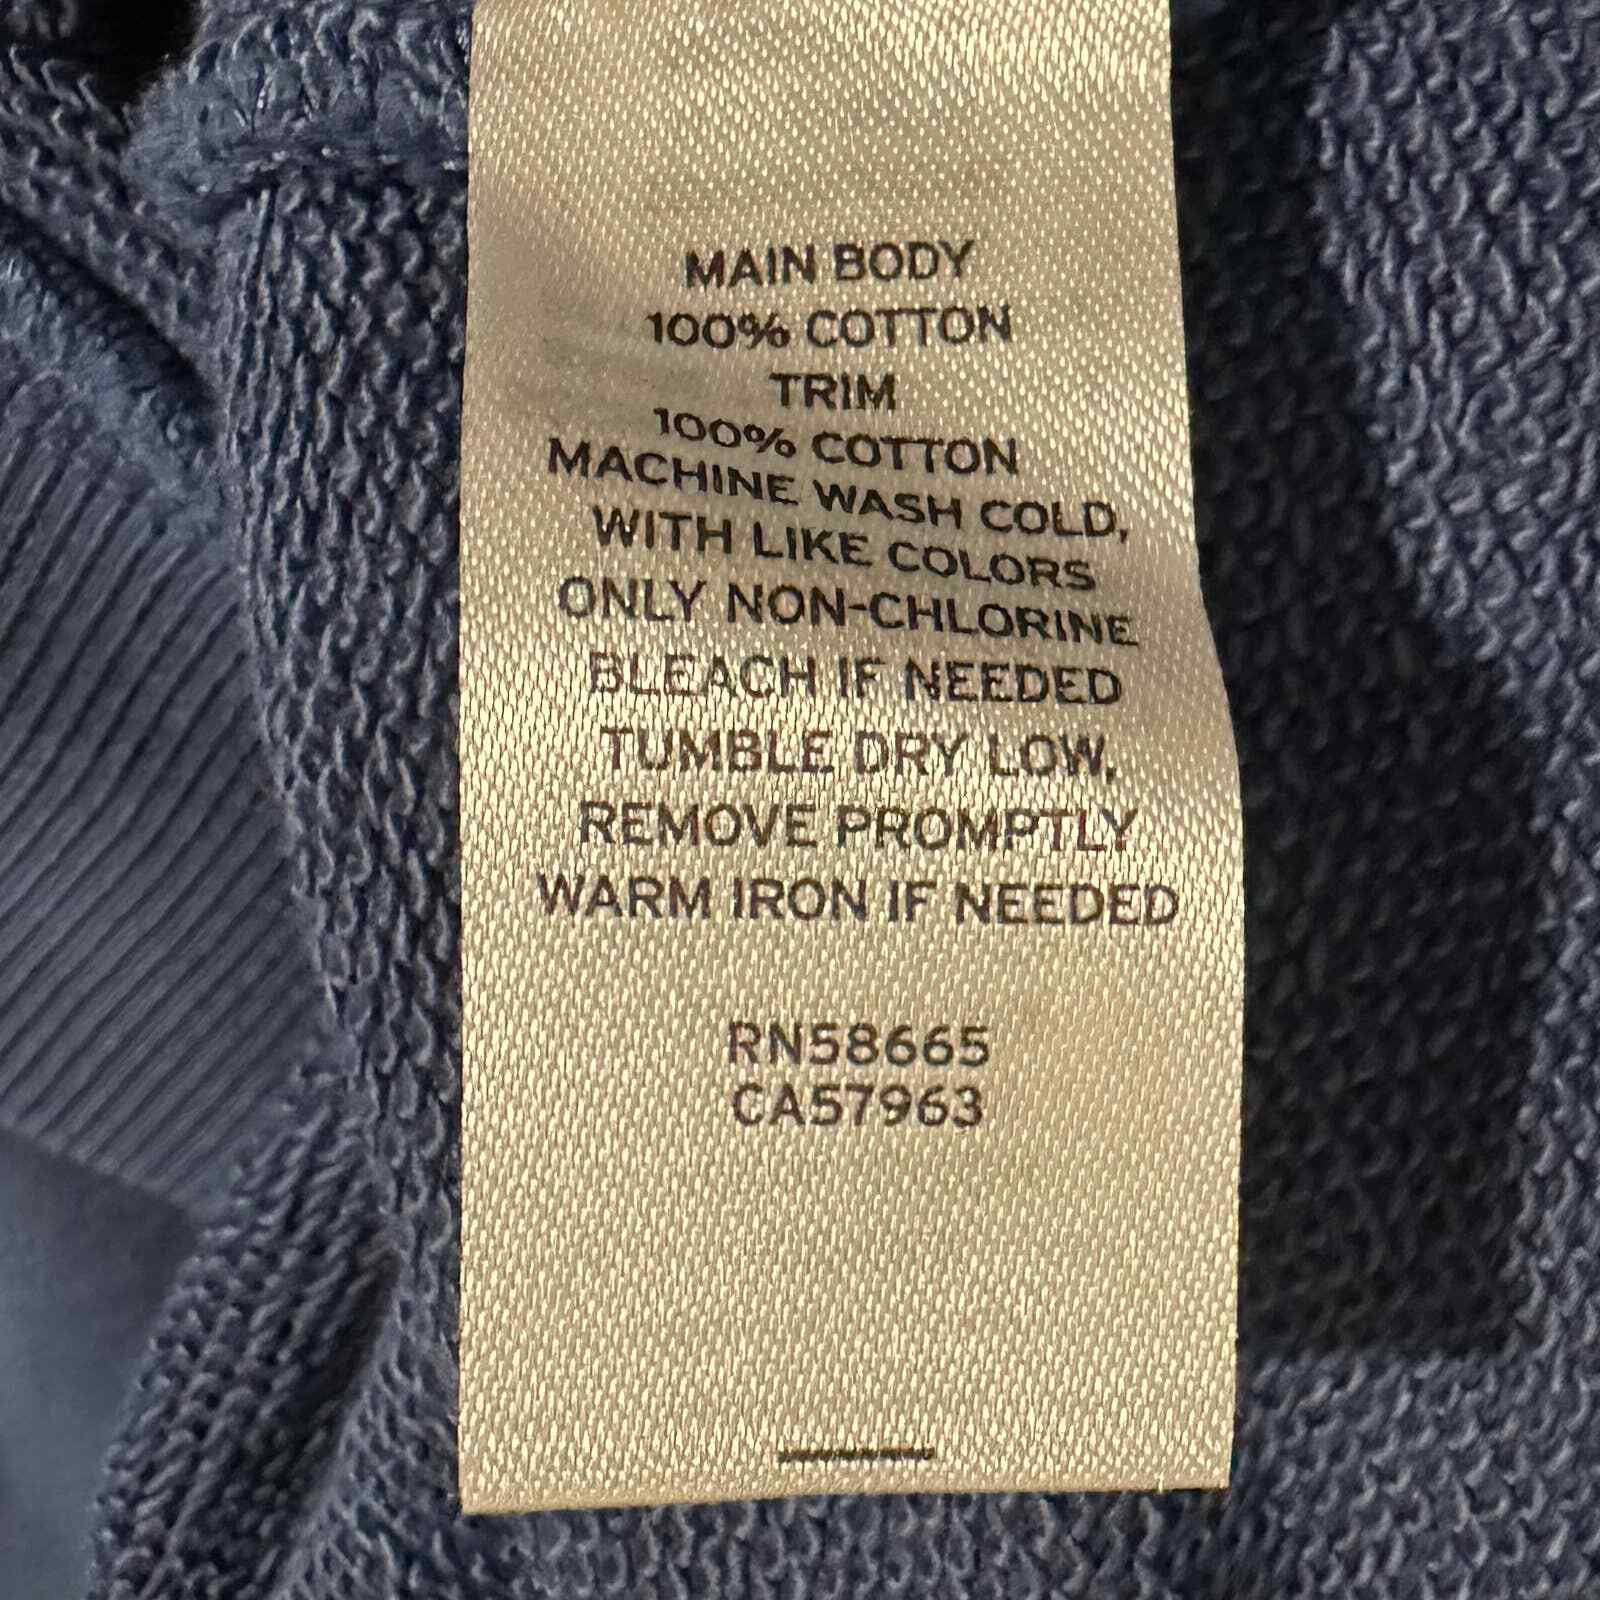 MAIN BODY
100% COTTON
TRIM
100% COTTON
MACHINE WASH COLD,
WITH LIKE COLORS
ONLY NON-CHLORINE
BLEACH IF NEEDED
TUMBLE DRY LOW,
REMOVE PROMPTLY
WARM IRON IF NEEDED
RN58665
CA57963